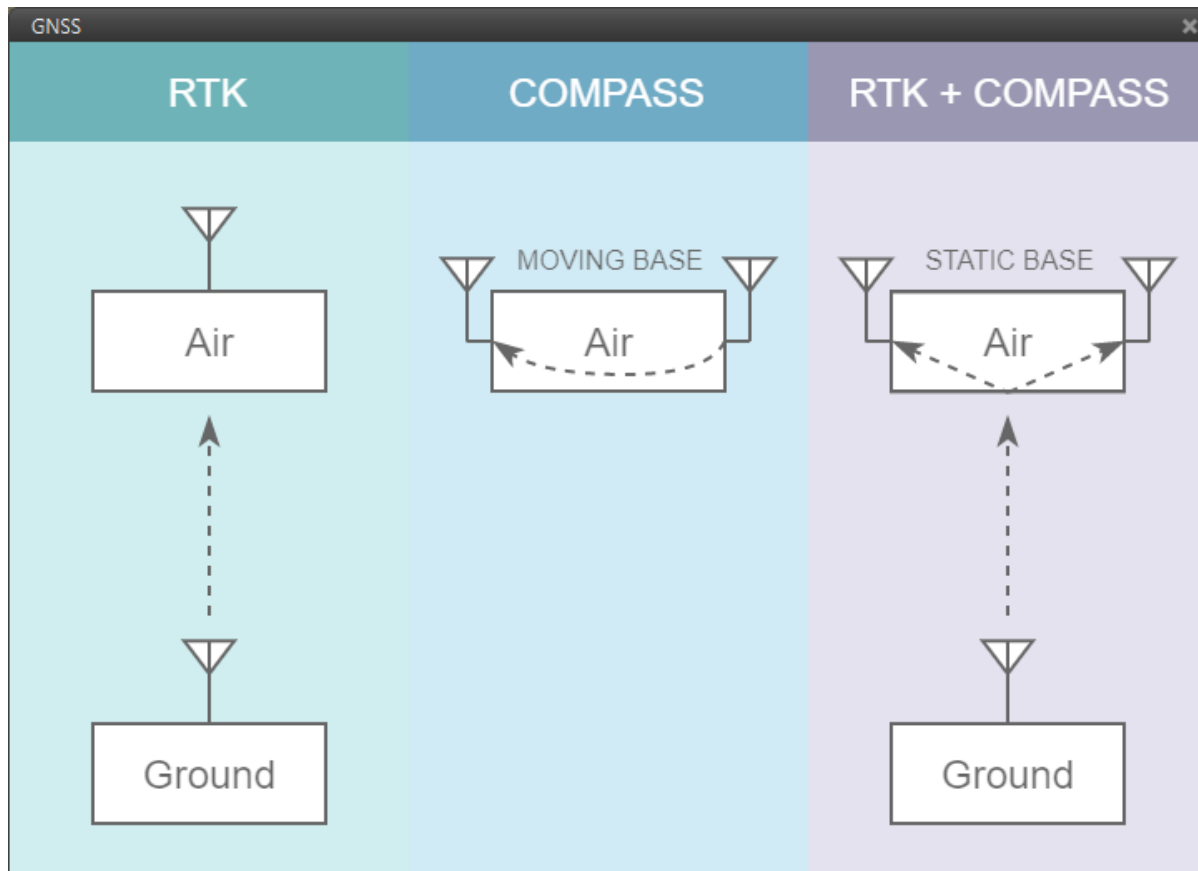 GNSS
RTK
COMPASS
RTK + COMPASS
MOVING BASE
STATIC BASE
Air
Air
Air
Ground
Ground